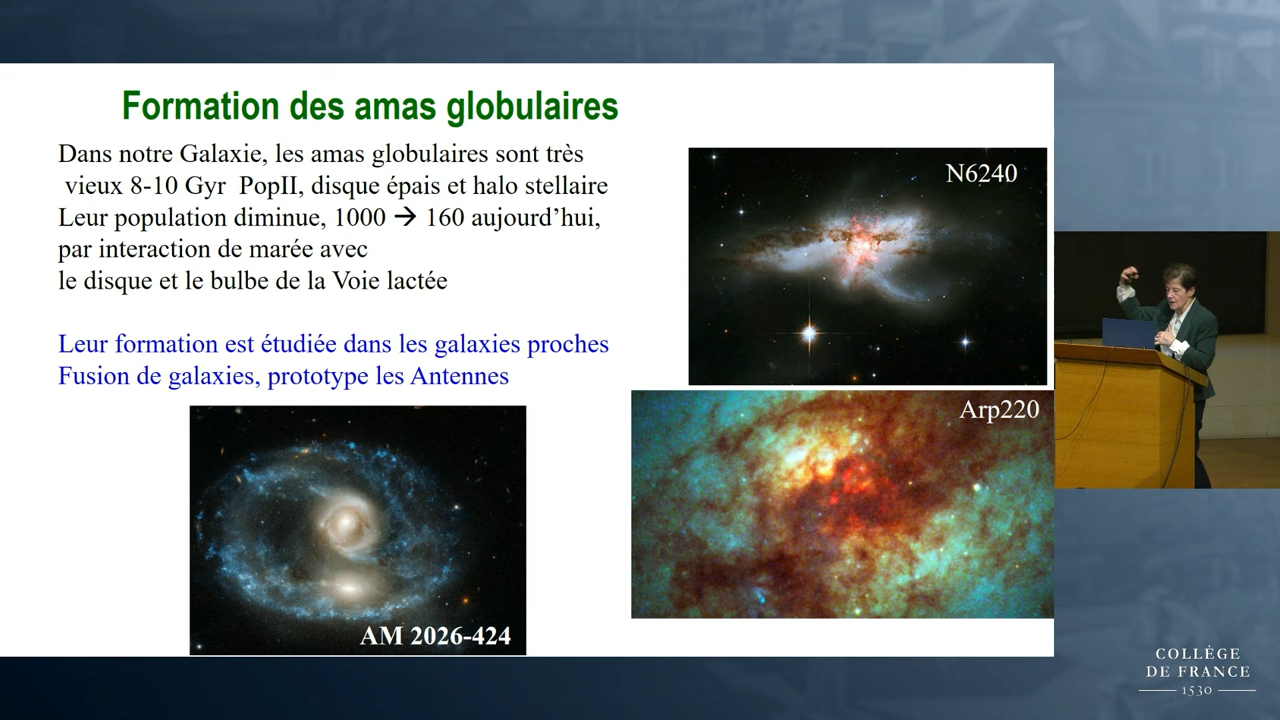 Formation des amas globulaires
Dans notre Galaxie, les amas globulaires sont très
vieux 8-10 Gyr PopII, disque épais et halo stellaire
Leur population diminue, 1000 → 160 aujourd’hui,
par interaction de marée avec
le disque et le bulbe de la Voie lactée
Leur formation est étudiée dans les galaxies proches
Fusion de galaxies, prototype les Antennes
N6240
Arp220
AM 2026-424
COLLÈGE
DE FRANCE
1530